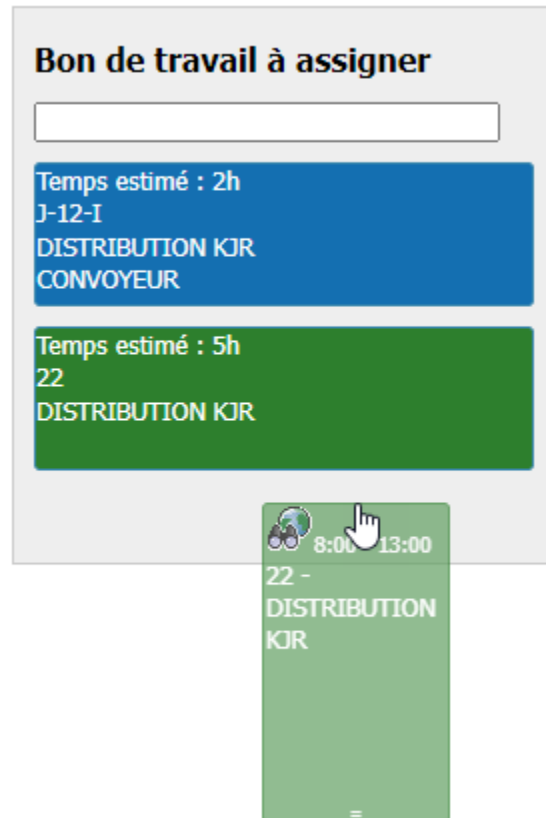 Bon de travail à assigner
Temps estimé : 2h
J-12-I
DISTRIBUTION KJR
CONVOYEUR
Temps estimé : 5h
22
DISTRIBUTION KJR
8:00 13:00
22 -
DISTRIBUTION
KJR